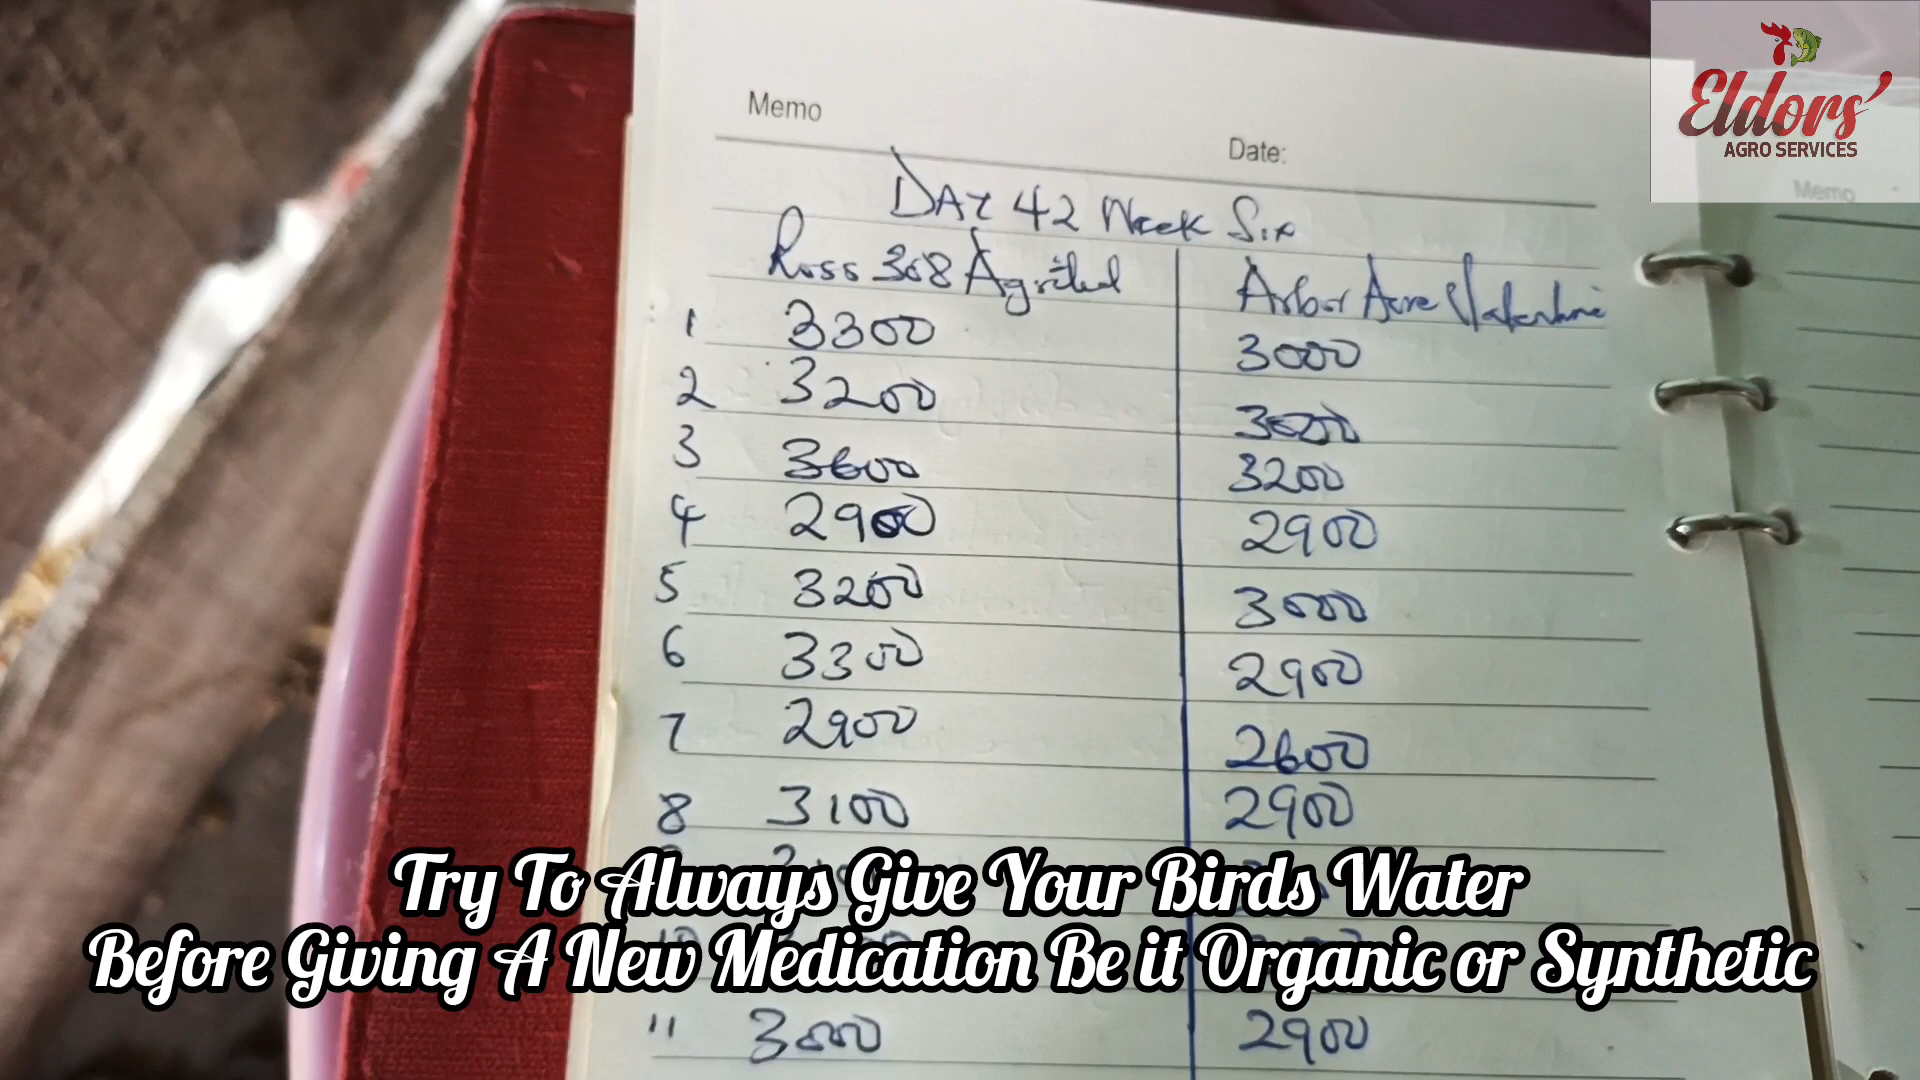 Eldors'
AGRO SERVICES
Memo
Date:
Memo
DAY 42 Week Six
Ross 308 Agrited Arbor Acre Valentine
1 3300 3000
2 3200
3 3600 3200
4 2900 2900
5 3200 3000
6 3300 2900
7 2900 2600
8 3100 2900
Try To Always Give Your Birds Water
Before Giving A New Medication Be it Organic or Synthetic
11 3000 2900